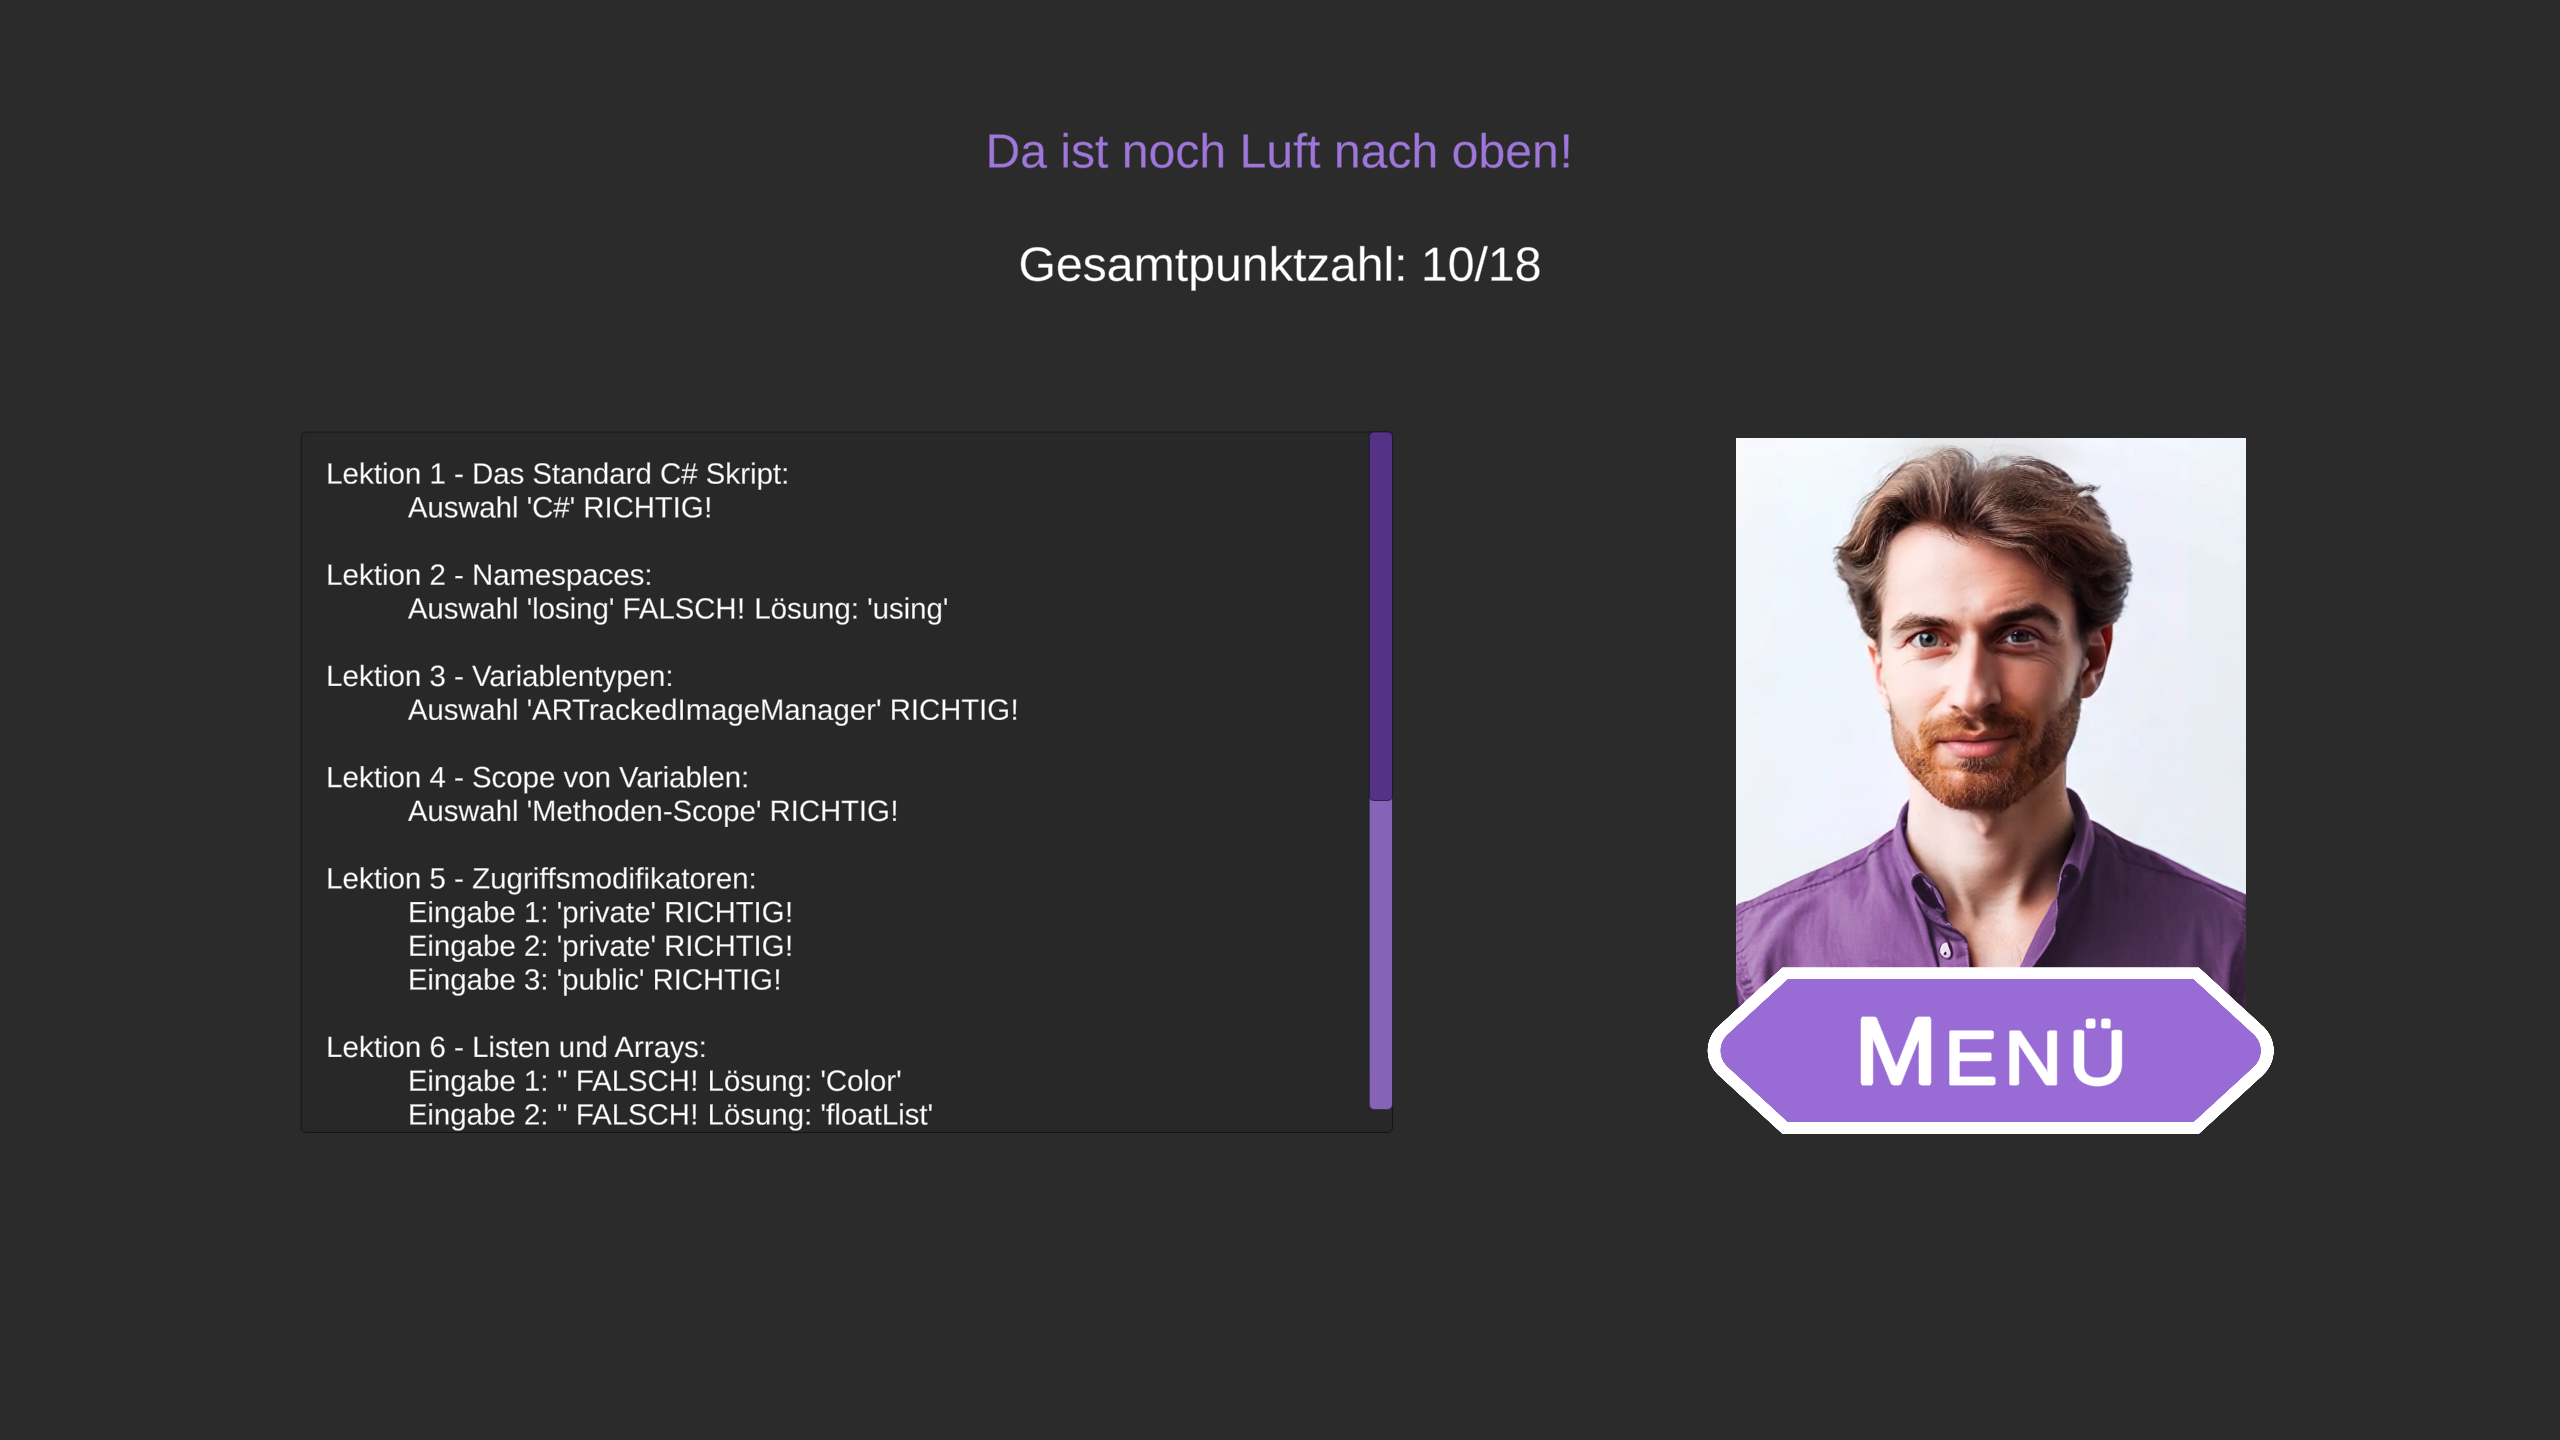 Da ist noch Luft nach oben!
Gesamtpunktzahl: 10/18
Lektion 1 - Das Standard C# Skript:
Auswahl 'C#' RICHTIG!
Lektion 2 - Namespaces:
Auswahl 'losing' FALSCH! Lösung: 'using'
Lektion 3 - Variablentypen:
Auswahl 'ARTrackedImageManager' RICHTIG!
Lektion 4 - Scope von Variablen:
Auswahl 'Methoden-Scope' RICHTIG!
Lektion 5 - Zugriffsmodifikatoren:
Eingabe 1: 'private' RICHTIG!
Eingabe 2: 'private' RICHTIG!
Eingabe 3: 'public' RICHTIG!
Lektion 6 - Listen und Arrays:
Eingabe 1: '' FALSCH! Lösung: 'Color'
Eingabe 2: '' FALSCH! Lösung: 'floatList'
MENÜ